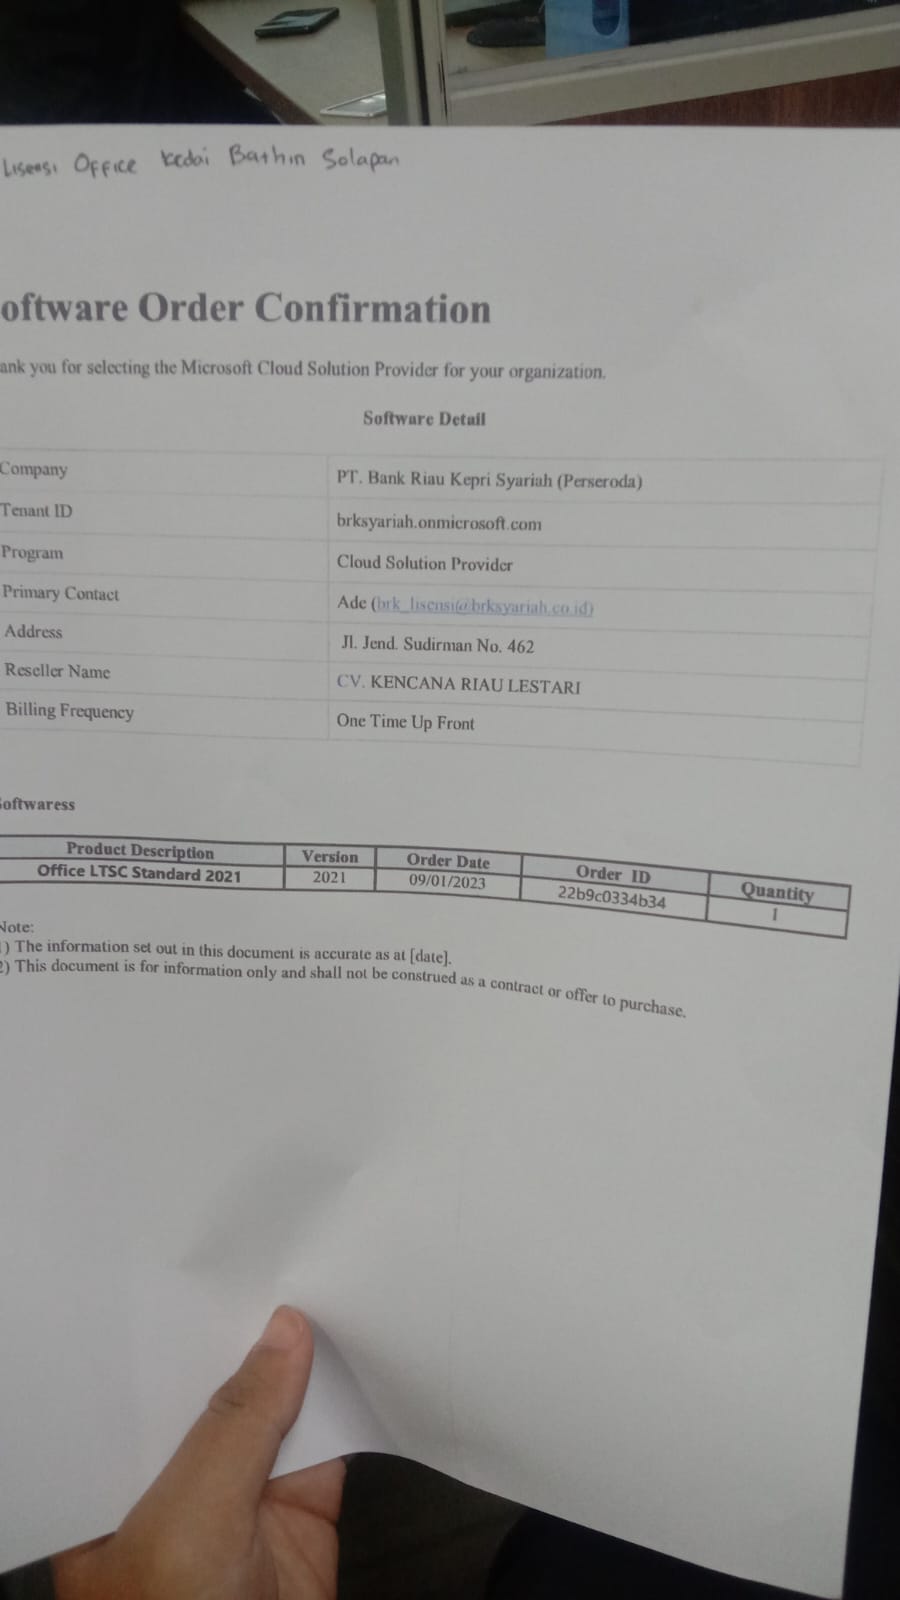 Lisensi Office Kedai Bathin Solapan
oftware Order Confirmation
ank you for selecting the Microsoft Cloud Solution Provider for your organization.
Software Detail
Company PT. Bank Riau Kepri Syariah (Perseroda)
Tenant ID brksyariah.onmicrosoft.com
Program Cloud Solution Provider
Primary Contact Ade (brk_lisensi@brksyariah.co.id)
Address Jl. Jend. Sudirman No. 462
Reseller Name CV. KENCANA RIAU LESTARI
Billing Frequency One Time Up Front
Softwaress
Product Description Version Order Date Order ID Quantity
Office LTSC Standard 2021 2021 09/01/2023 22b9c0334b34 1
Note:
1) The information set out in this document is accurate as at [date].
2) This document is for information only and shall not be construed as a contract or offer to purchase.